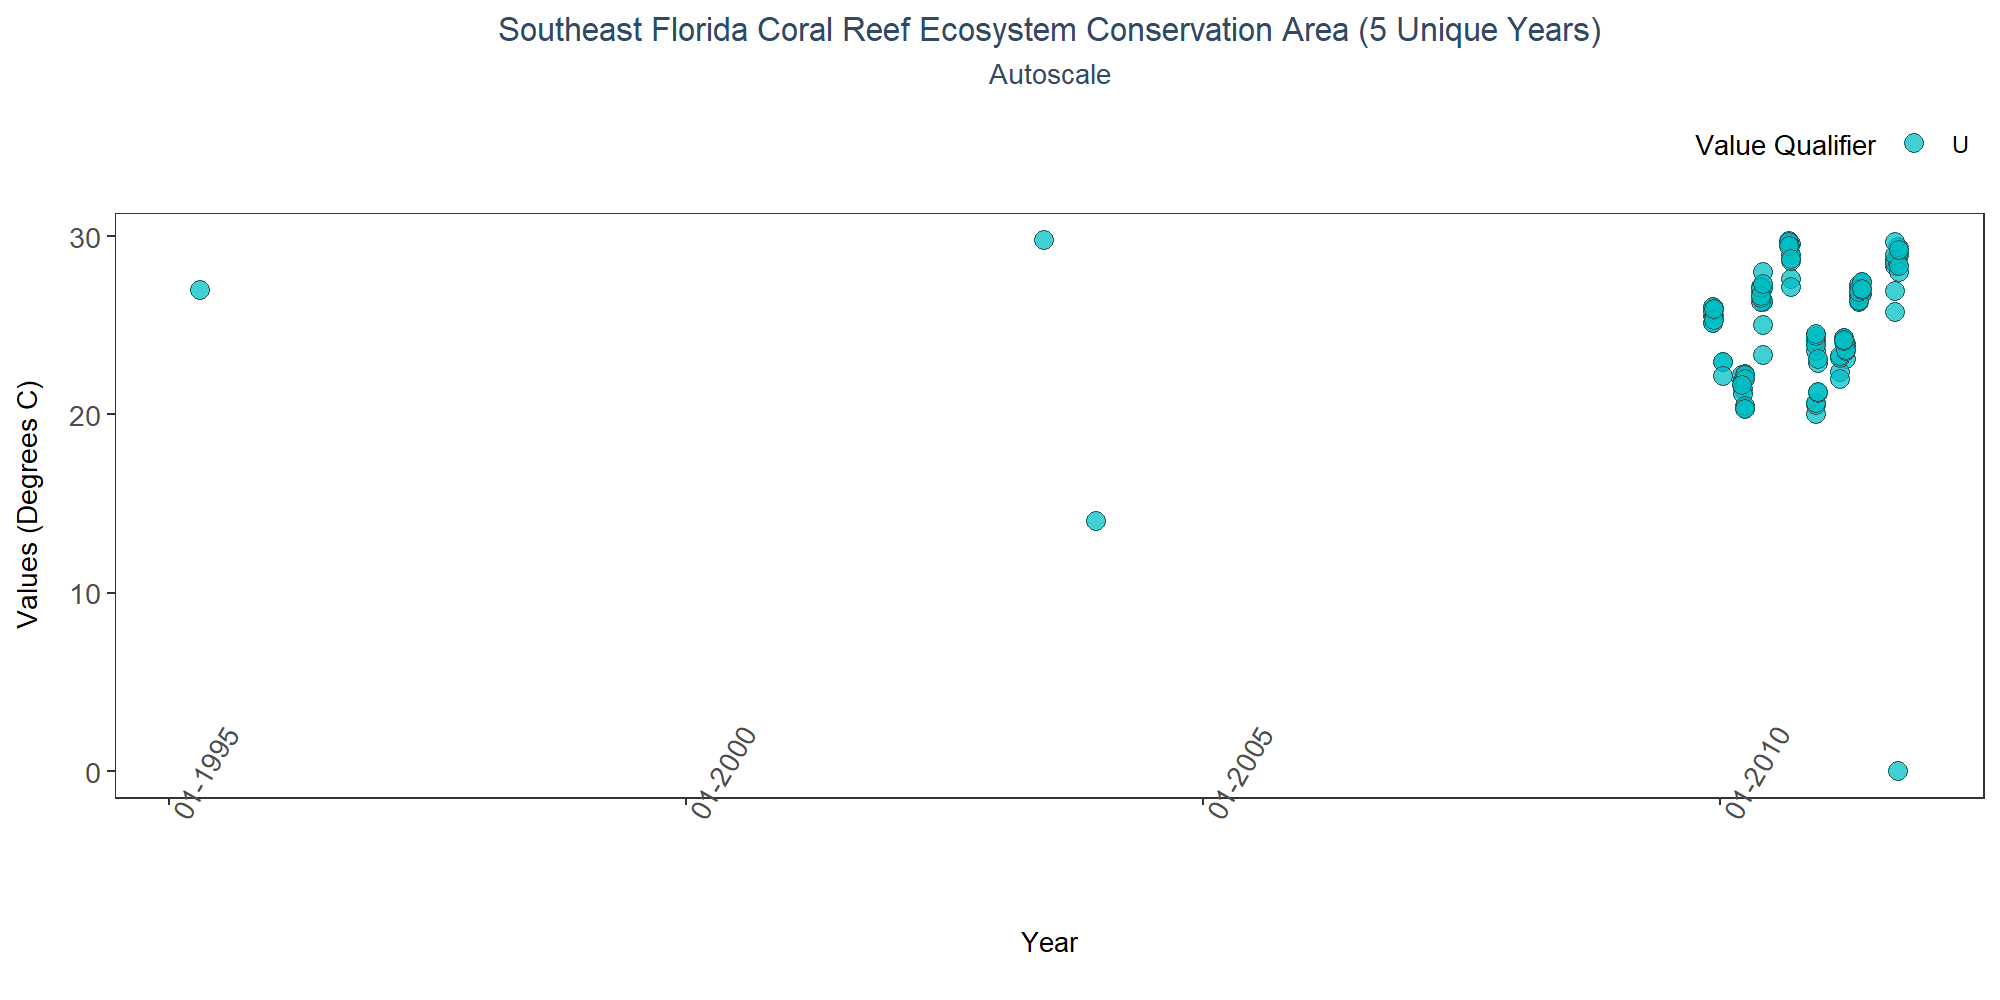 Southeast Florida Coral Reef Ecosystem Conservation Area (5 Unique Years)
Autoscale
Value Qualifier U
30
20
10
0
Values (Degrees C)
01-1995
01-2000
01-2005
01-2010
Year